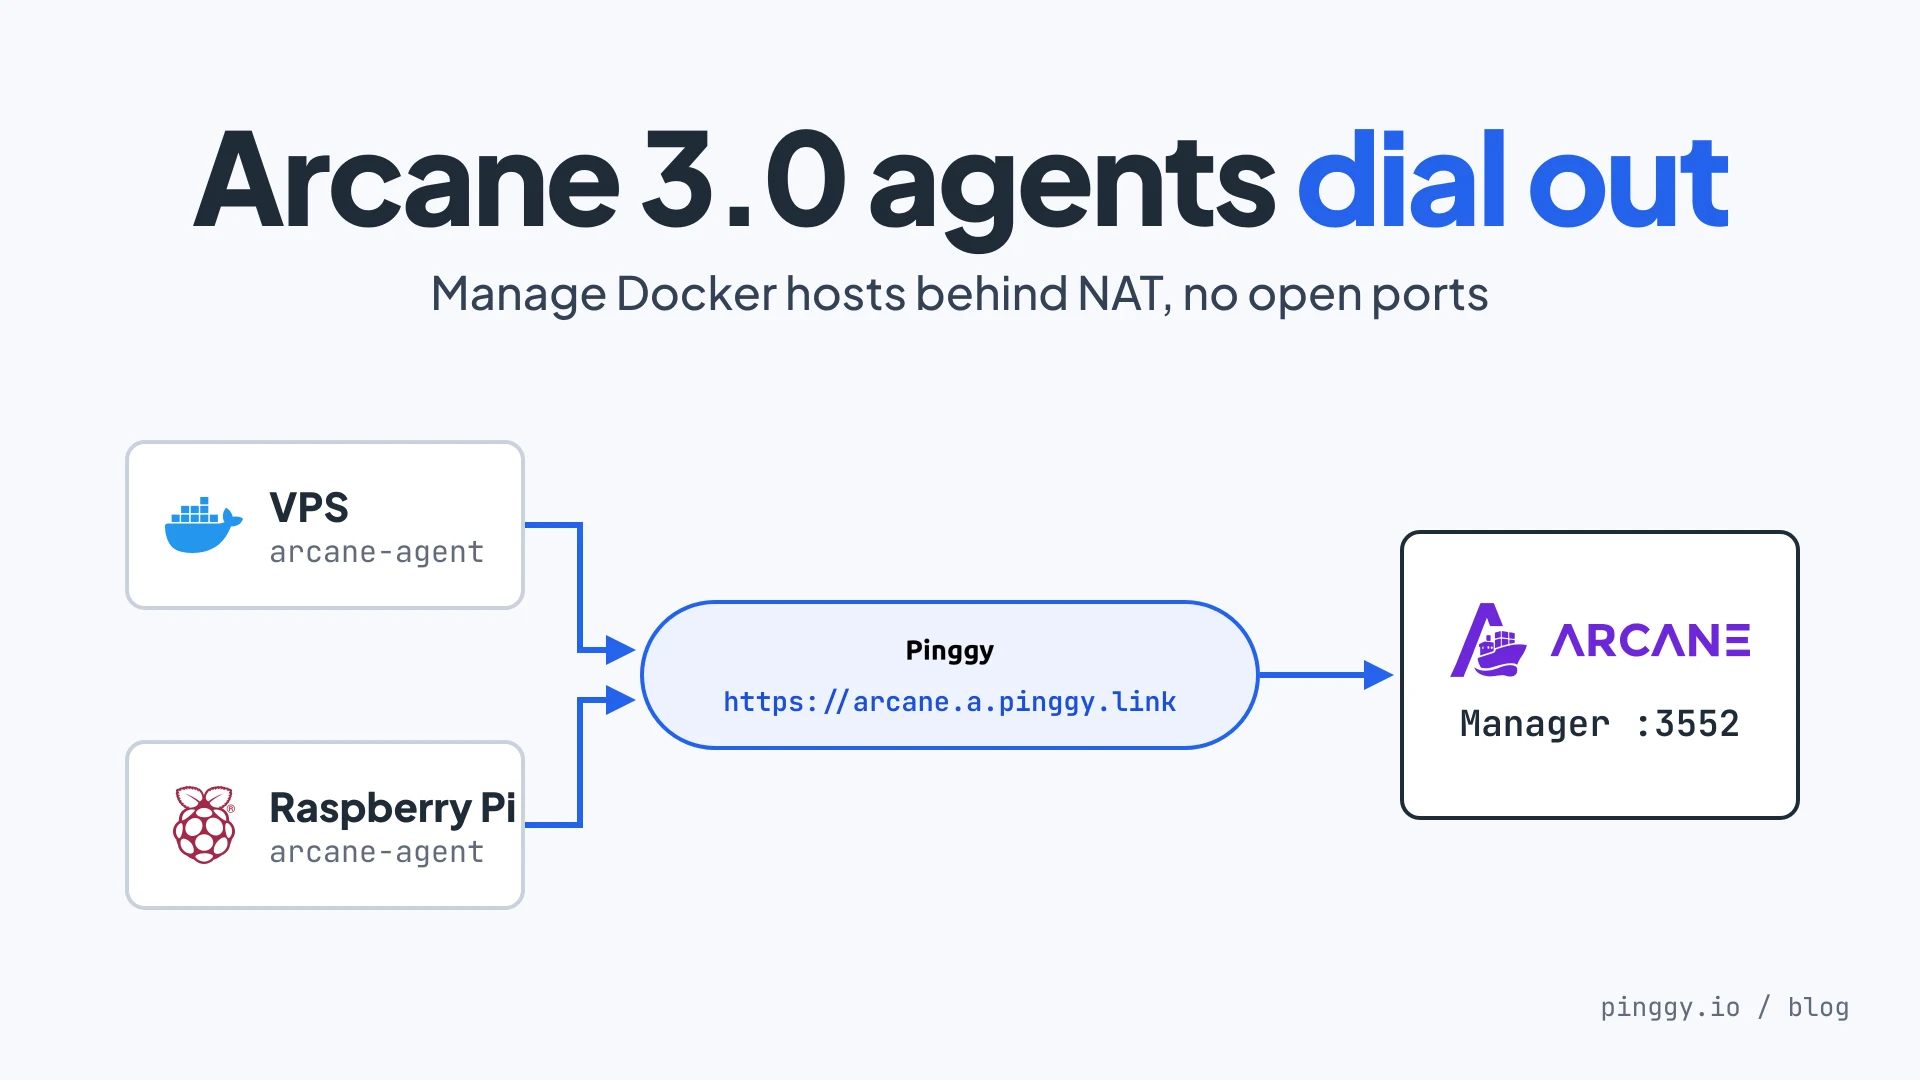 Arcane 3.0 agents dial out
Manage Docker hosts behind NAT, no open ports
VPS
arcane-agent
Raspberry Pi
arcane-agent
®
Pinggy
https://arcane.a.pinggy.link
ARCANE
Manager :3552
pinggy.io / blog